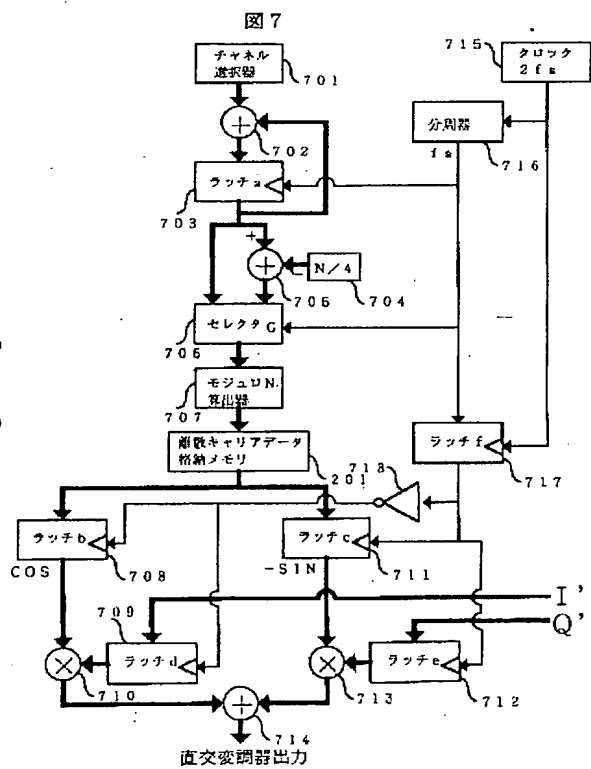 図7
チャネル
選択器
701
715
クロック
2fs
+
702
分周器
fs
716
ラッチa
703
+
+
−
N/4
705
704
セレクタG
706
モジュロN
算出器
707
離散キャリアデータ
格納メモリ
201
ラッチf
717
718
ラッチb
COS
708
ラッチc
-SIN
711
I'
Q'
709
ラッチd
×
710
×
713
ラッチe
712
+
714
直交変調器出力